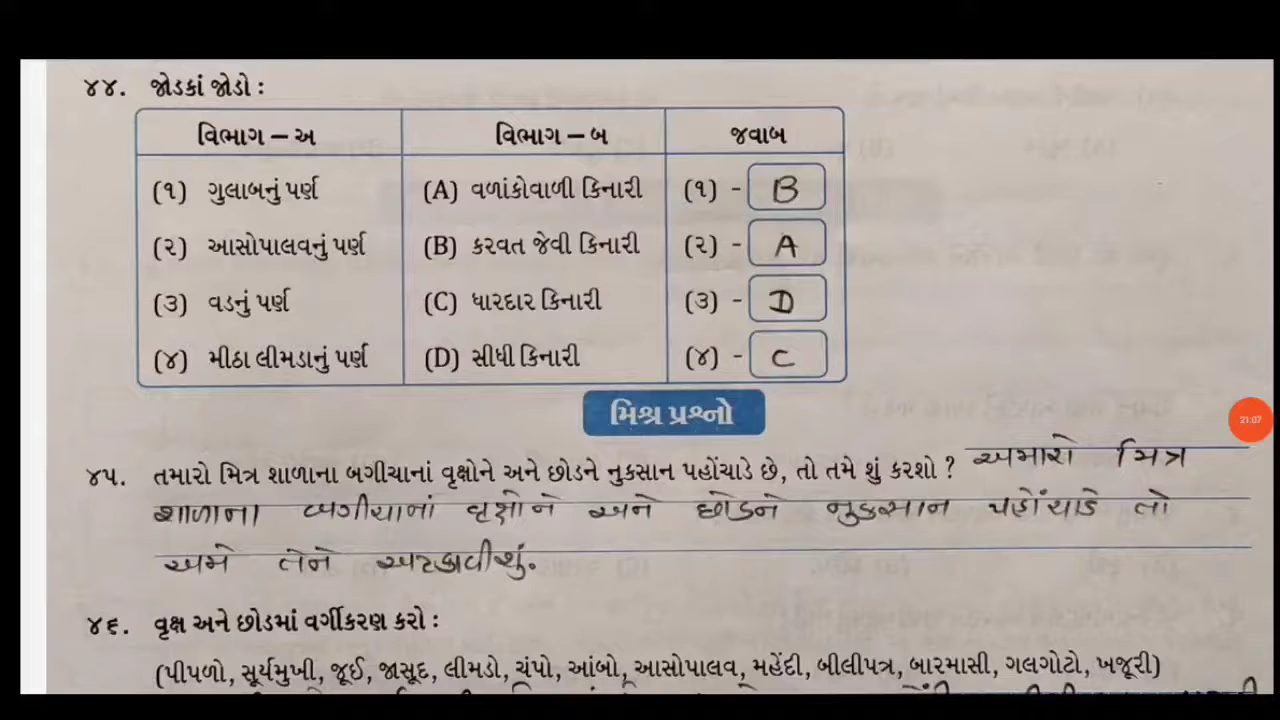 ૪૪. જોડકાં જોડો :
વિભાગ – અ વિભાગ – બ જવાબ
(૧) ગુલાબનું પર્ણ (A) વળાંકોવાળી કિનારી (૧) - B
(૨) આસોપાલવનું પર્ણ (B) કરવત જેવી કિનારી (૨) - A
(૩) વડનું પર્ણ (C) ધારદાર કિનારી (૩) - D
(૪) મીઠા લીમડાનું પર્ણ (D) સીધી કિનારી (૪) - C
મિશ્ર પ્રશ્નો
21:07
૪૫. તમારો મિત્ર શાળાના બગીચાનાં વૃક્ષોને અને છોડને નુકસાન પહોંચાડે છે, તો તમે શું કરશો ? અમારો મિત્ર
શાળાના બગીચાનાં વૃક્ષોને અને છોડને નુકસાન પહોંચાડે તો
અમે તેને અટકાવીશું.
૪૬. વૃક્ષ અને છોડમાં વર્ગીકરણ કરો :
(પીપળો, સૂર્યમુખી, જૂઈ, જાસૂદ, લીમડો, ચંપો, આંબો, આસોપાલવ, મહેંદી, બીલીપત્ર, બારમાસી, ગલગોટો, ખજૂરી)